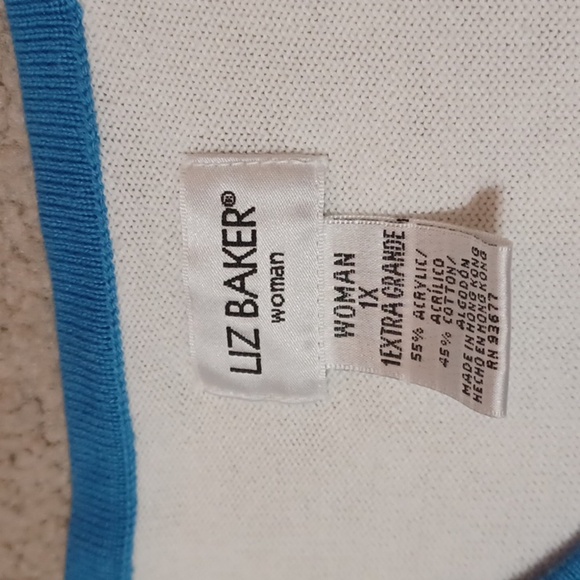 LIZ BAKER®
woman
WOMAN
1X
1EXTRA GRANDE
55% ACRYLIC/
ACRILICO
45% COTTON/
ALGODON
MADE IN HONG KONG
HECHO EN HONG KONG
RN 93677